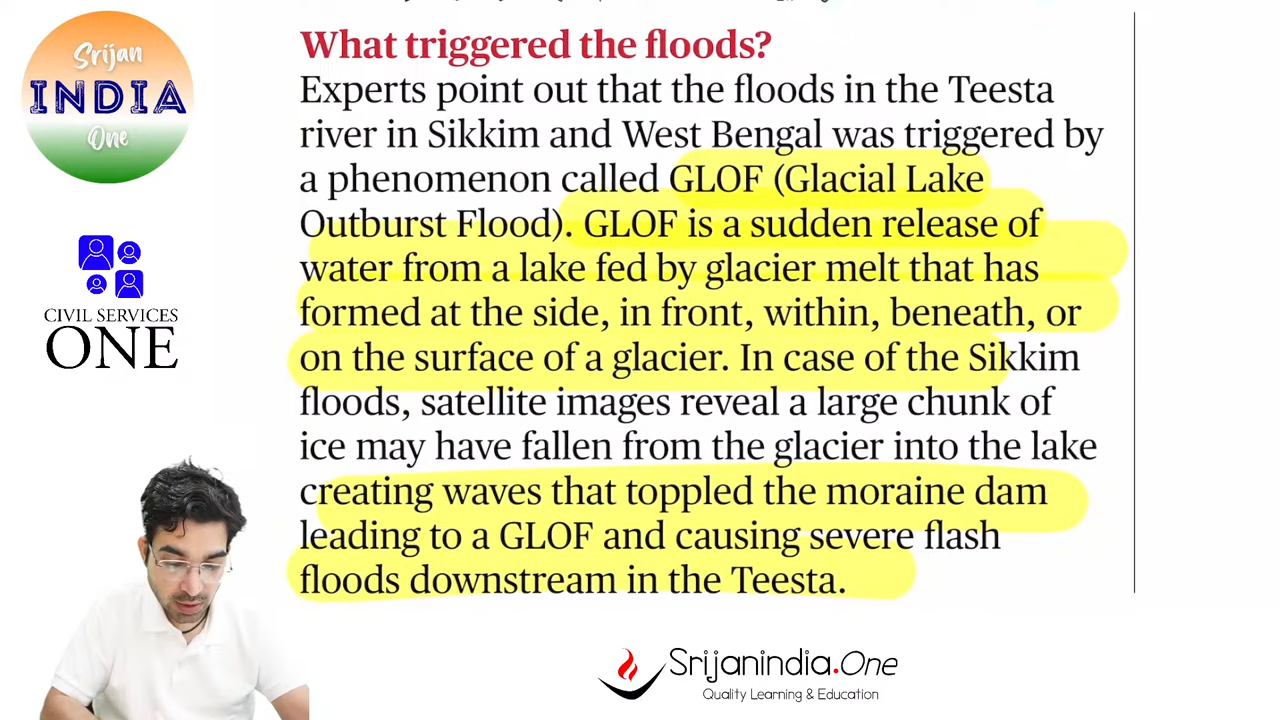 Srijan
INDIA
One
CIVIL SERVICES
ONE
What triggered the floods?
Experts point out that the floods in the Teesta
river in Sikkim and West Bengal was triggered by
a phenomenon called GLOF (Glacial Lake
Outburst Flood). GLOF is a sudden release of
water from a lake fed by glacier melt that has
formed at the side, in front, within, beneath, or
on the surface of a glacier. In case of the Sikkim
floods, satellite images reveal a large chunk of
ice may have fallen from the glacier into the lake
creating waves that toppled the moraine dam
leading to a GLOF and causing severe flash
floods downstream in the Teesta.
Srijanindia.One
Quality Learning & Education